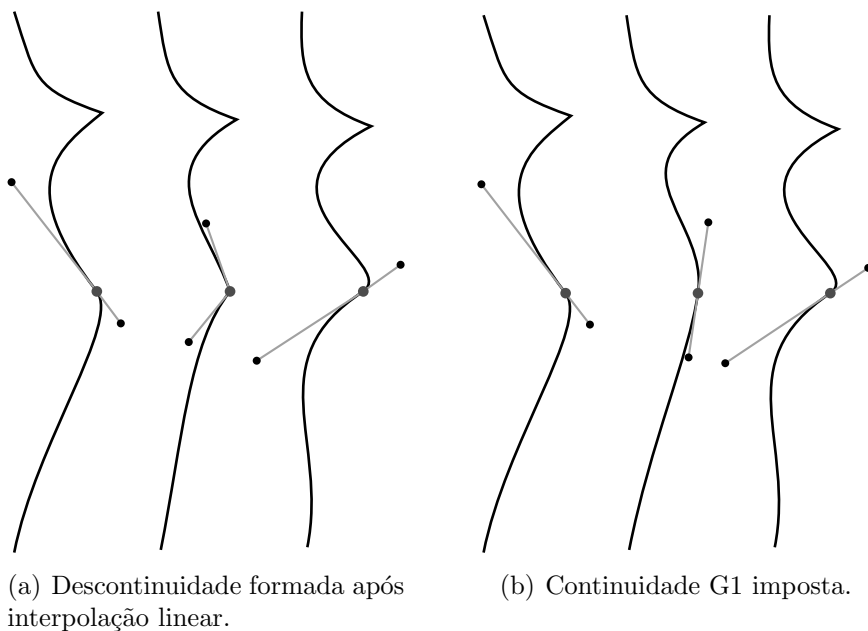 (a) Descontinuidade formada após
interpolação linear.
(b) Continuidade G1 imposta.